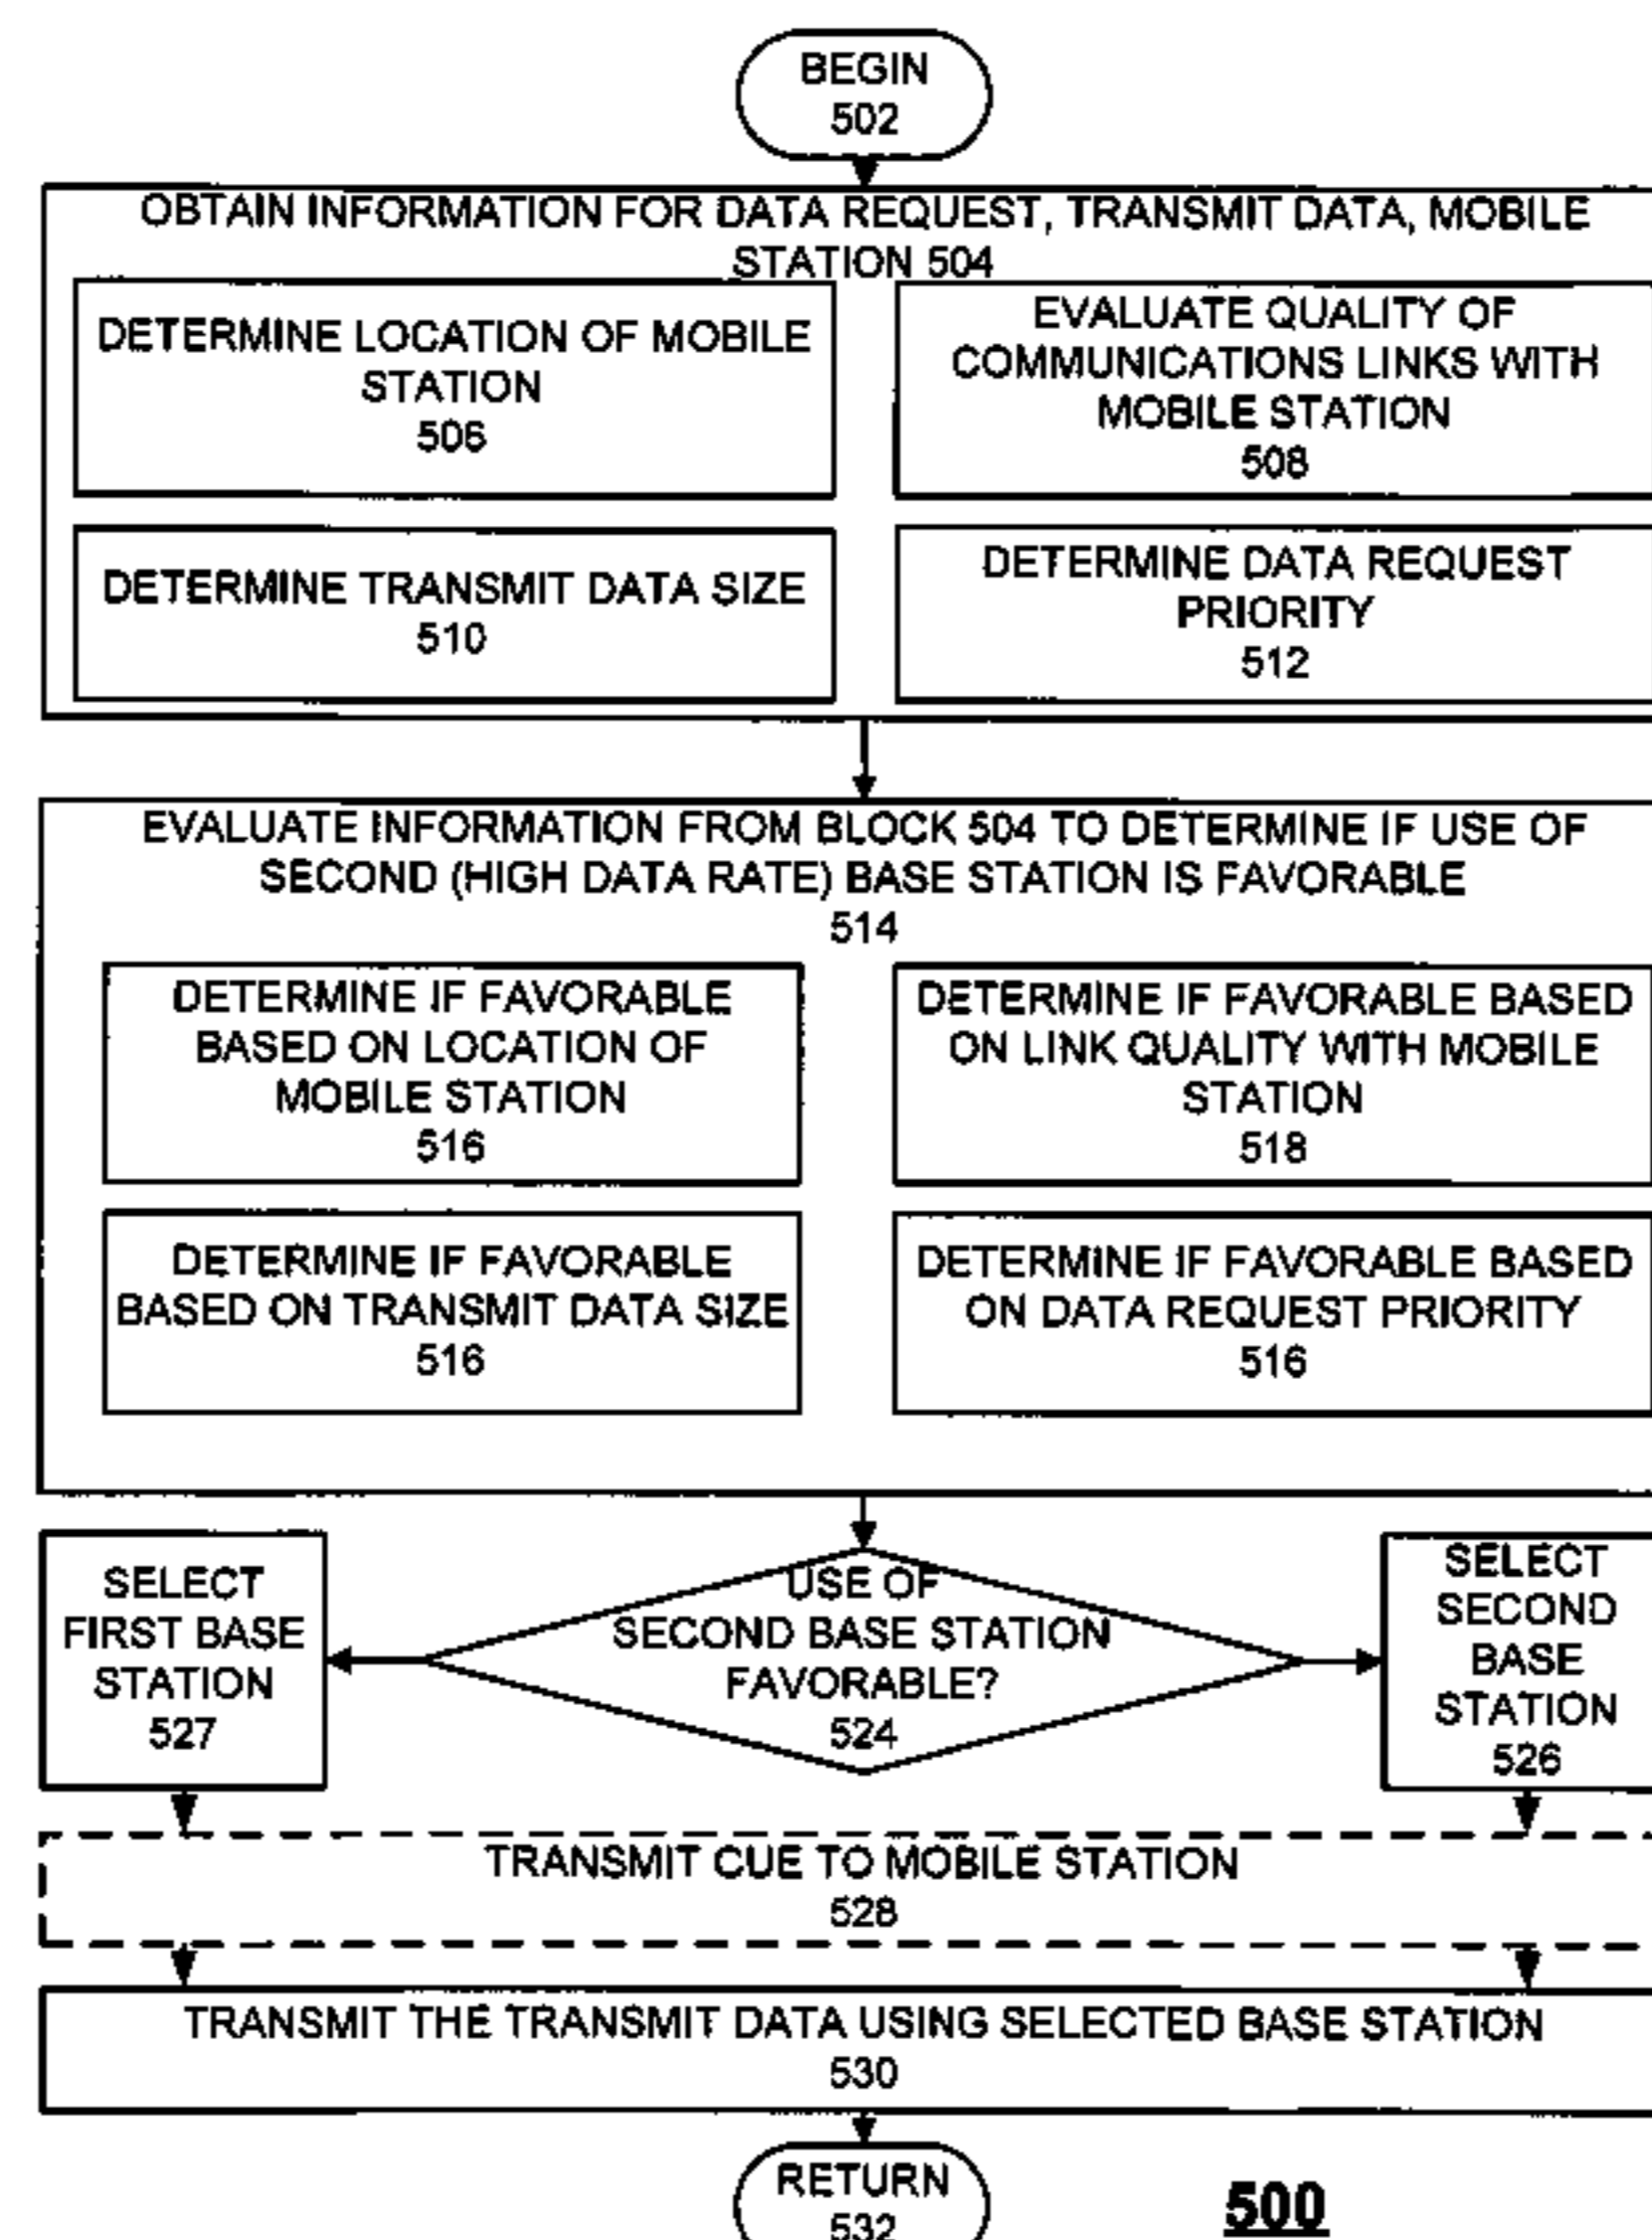 BEGIN
502
OBTAIN INFORMATION FOR DATA REQUEST, TRANSMIT DATA, MOBILE
STATION 504
DETERMINE LOCATION OF MOBILE
STATION
506
EVALUATE QUALITY OF
COMMUNICATIONS LINKS WITH
MOBILE STATION
508
DETERMINE TRANSMIT DATA SIZE
510
DETERMINE DATA REQUEST
PRIORITY
512
EVALUATE INFORMATION FROM BLOCK 504 TO DETERMINE IF USE OF
SECOND (HIGH DATA RATE) BASE STATION IS FAVORABLE
514
DETERMINE IF FAVORABLE
BASED ON LOCATION OF
MOBILE STATION
516
DETERMINE IF FAVORABLE BASED
ON LINK QUALITY WITH MOBILE
STATION
518
DETERMINE IF FAVORABLE
BASED ON TRANSMIT DATA SIZE
516
DETERMINE IF FAVORABLE BASED
ON DATA REQUEST PRIORITY
516
SELECT
FIRST BASE
STATION
527
USE OF
SECOND BASE STATION
FAVORABLE?
524
SELECT
SECOND
BASE
STATION
526
TRANSMIT CUE TO MOBILE STATION
528
TRANSMIT THE TRANSMIT DATA USING SELECTED BASE STATION
530
RETURN
532
500